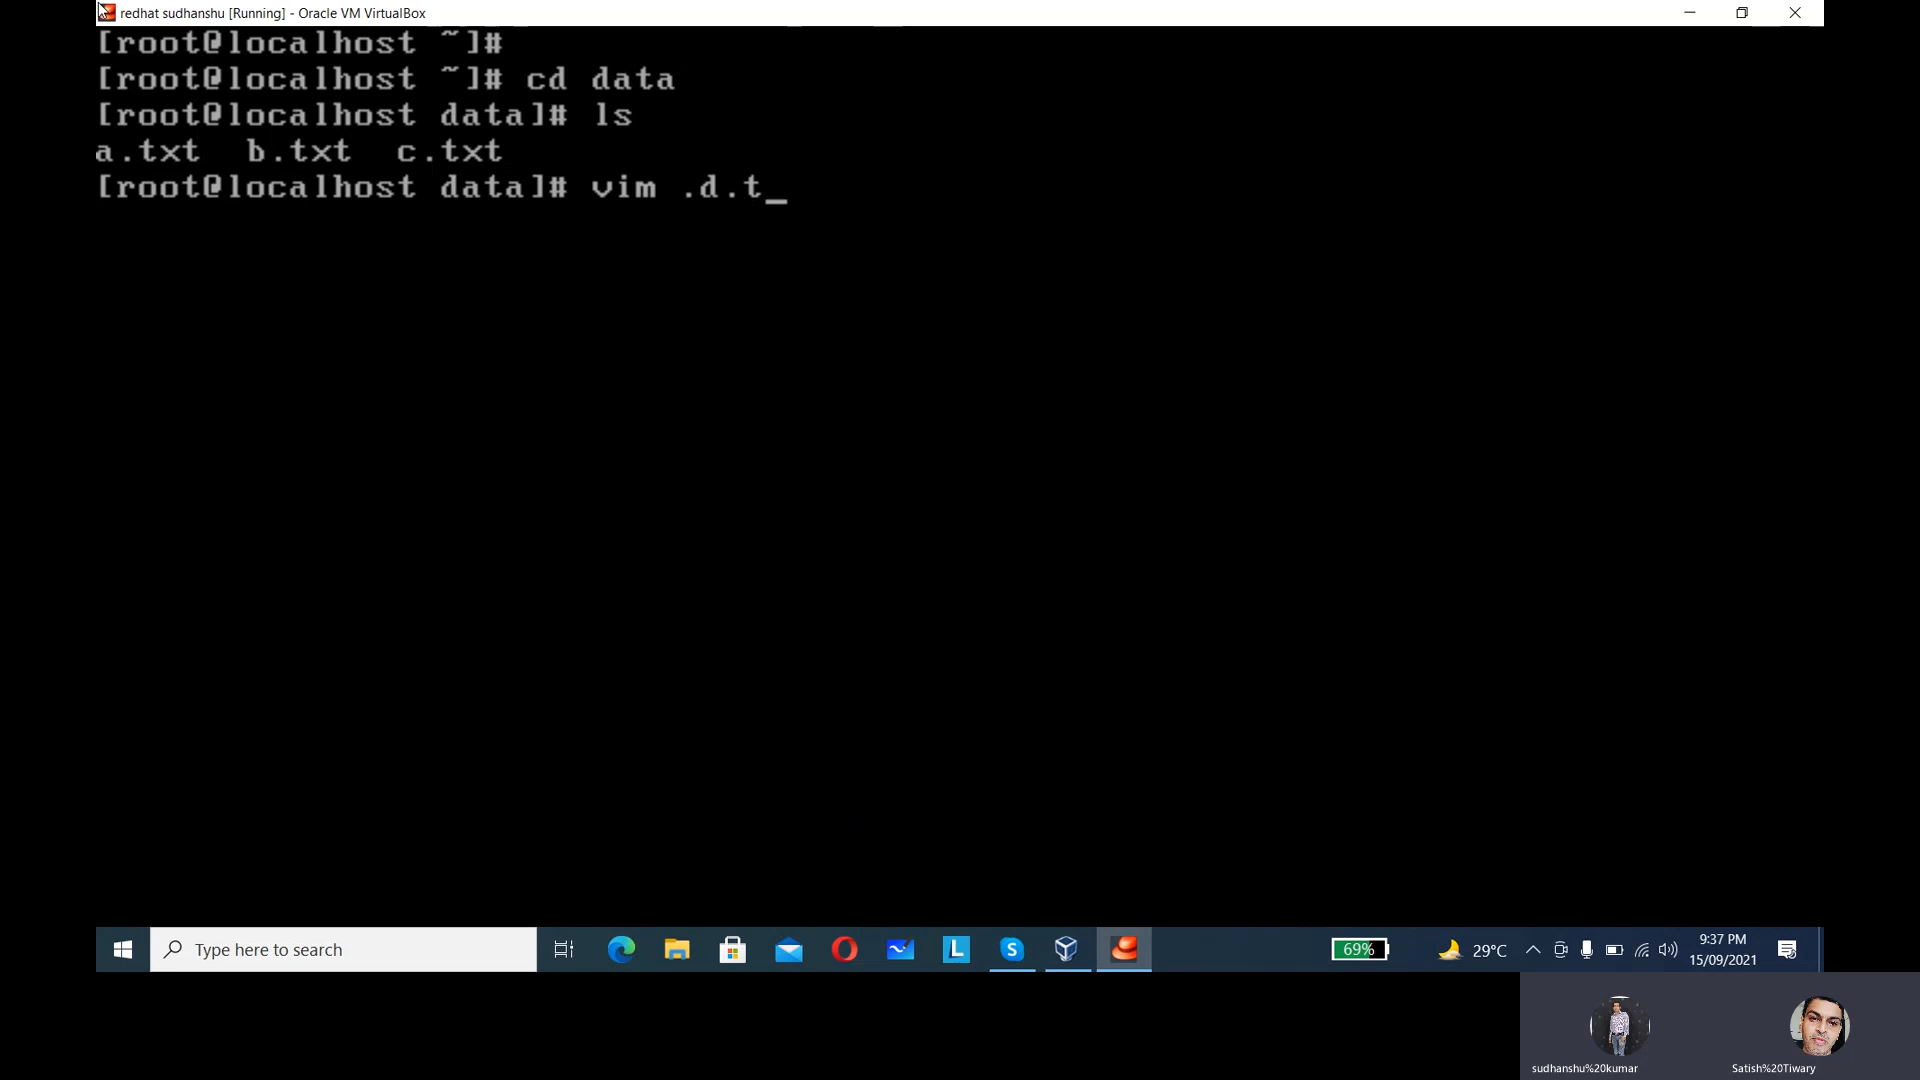 redhat sudhanshu [Running] - Oracle VM VirtualBox
[root@localhost ~]#
[root@localhost ~]# cd data
[root@localhost data]# ls
a.txt  b.txt  c.txt
[root@localhost data]# vim .d.t_
Type here to search
L
S
69%
29°C
9:37 PM
15/09/2021
sudhanshu%20kumar
Satish%20Tiwary